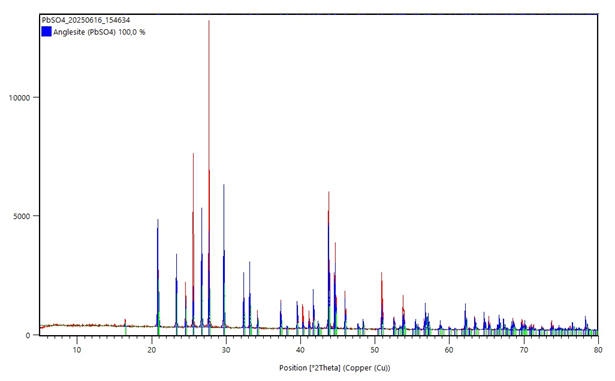 PbSO4_20250616_154634
Anglesite (PbSO4) 100,0 %
10000
5000
0
10 20 30 40 50 60 70 80
Position [°2Theta] (Copper (Cu))